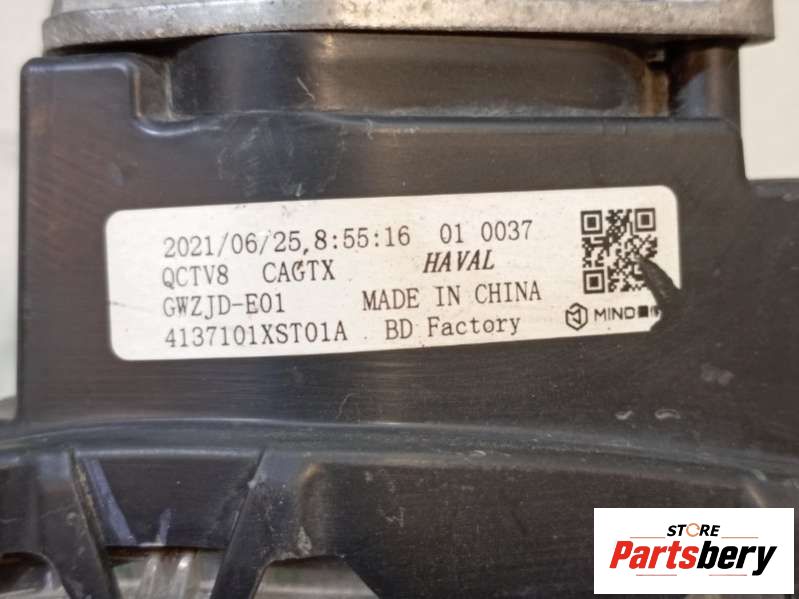 2021/06/25,8:55:16 01 0037
QCTV8 CAGTX HAVAL
GWZJD-E01 MADE IN CHINA
4137101XST01A BD Factory
MIND
STORE
Partsbery